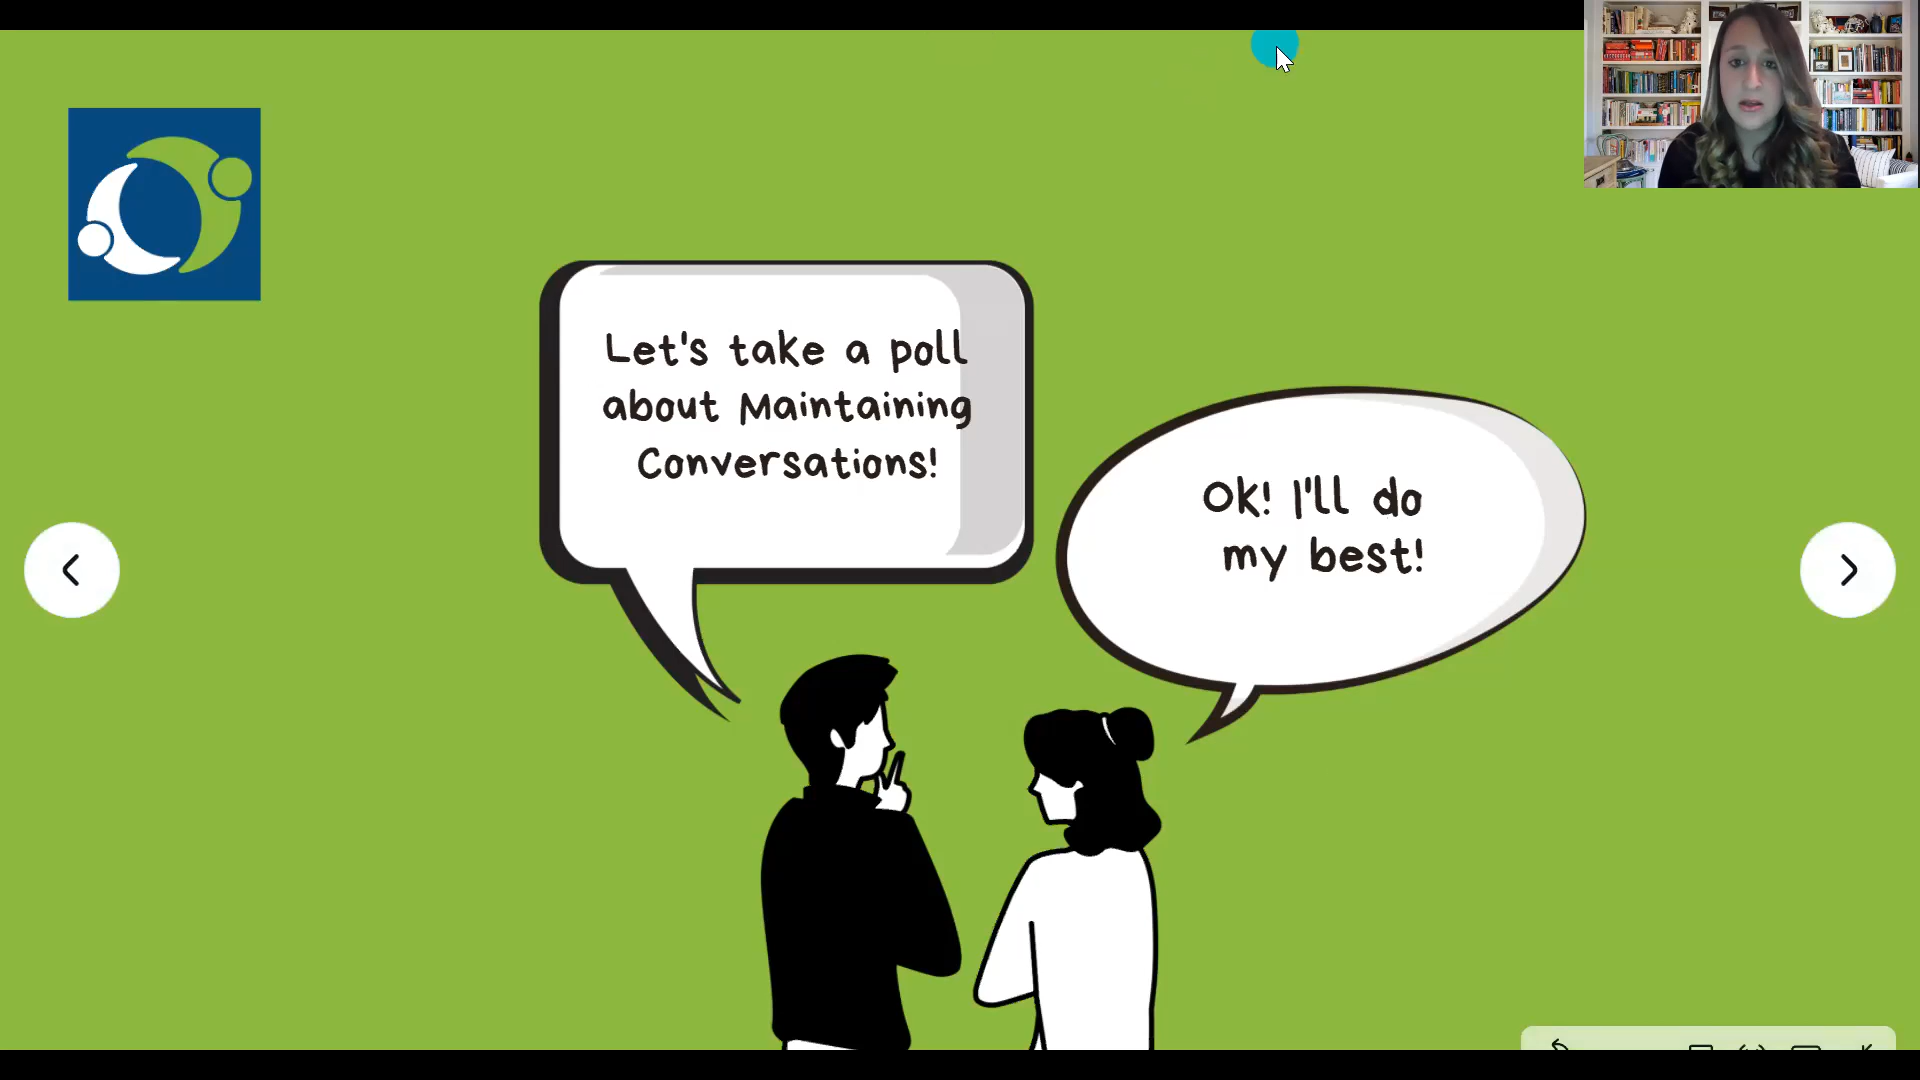 Let's take a poll
about Maintaining
Conversations!
Ok! I'll do
my best!